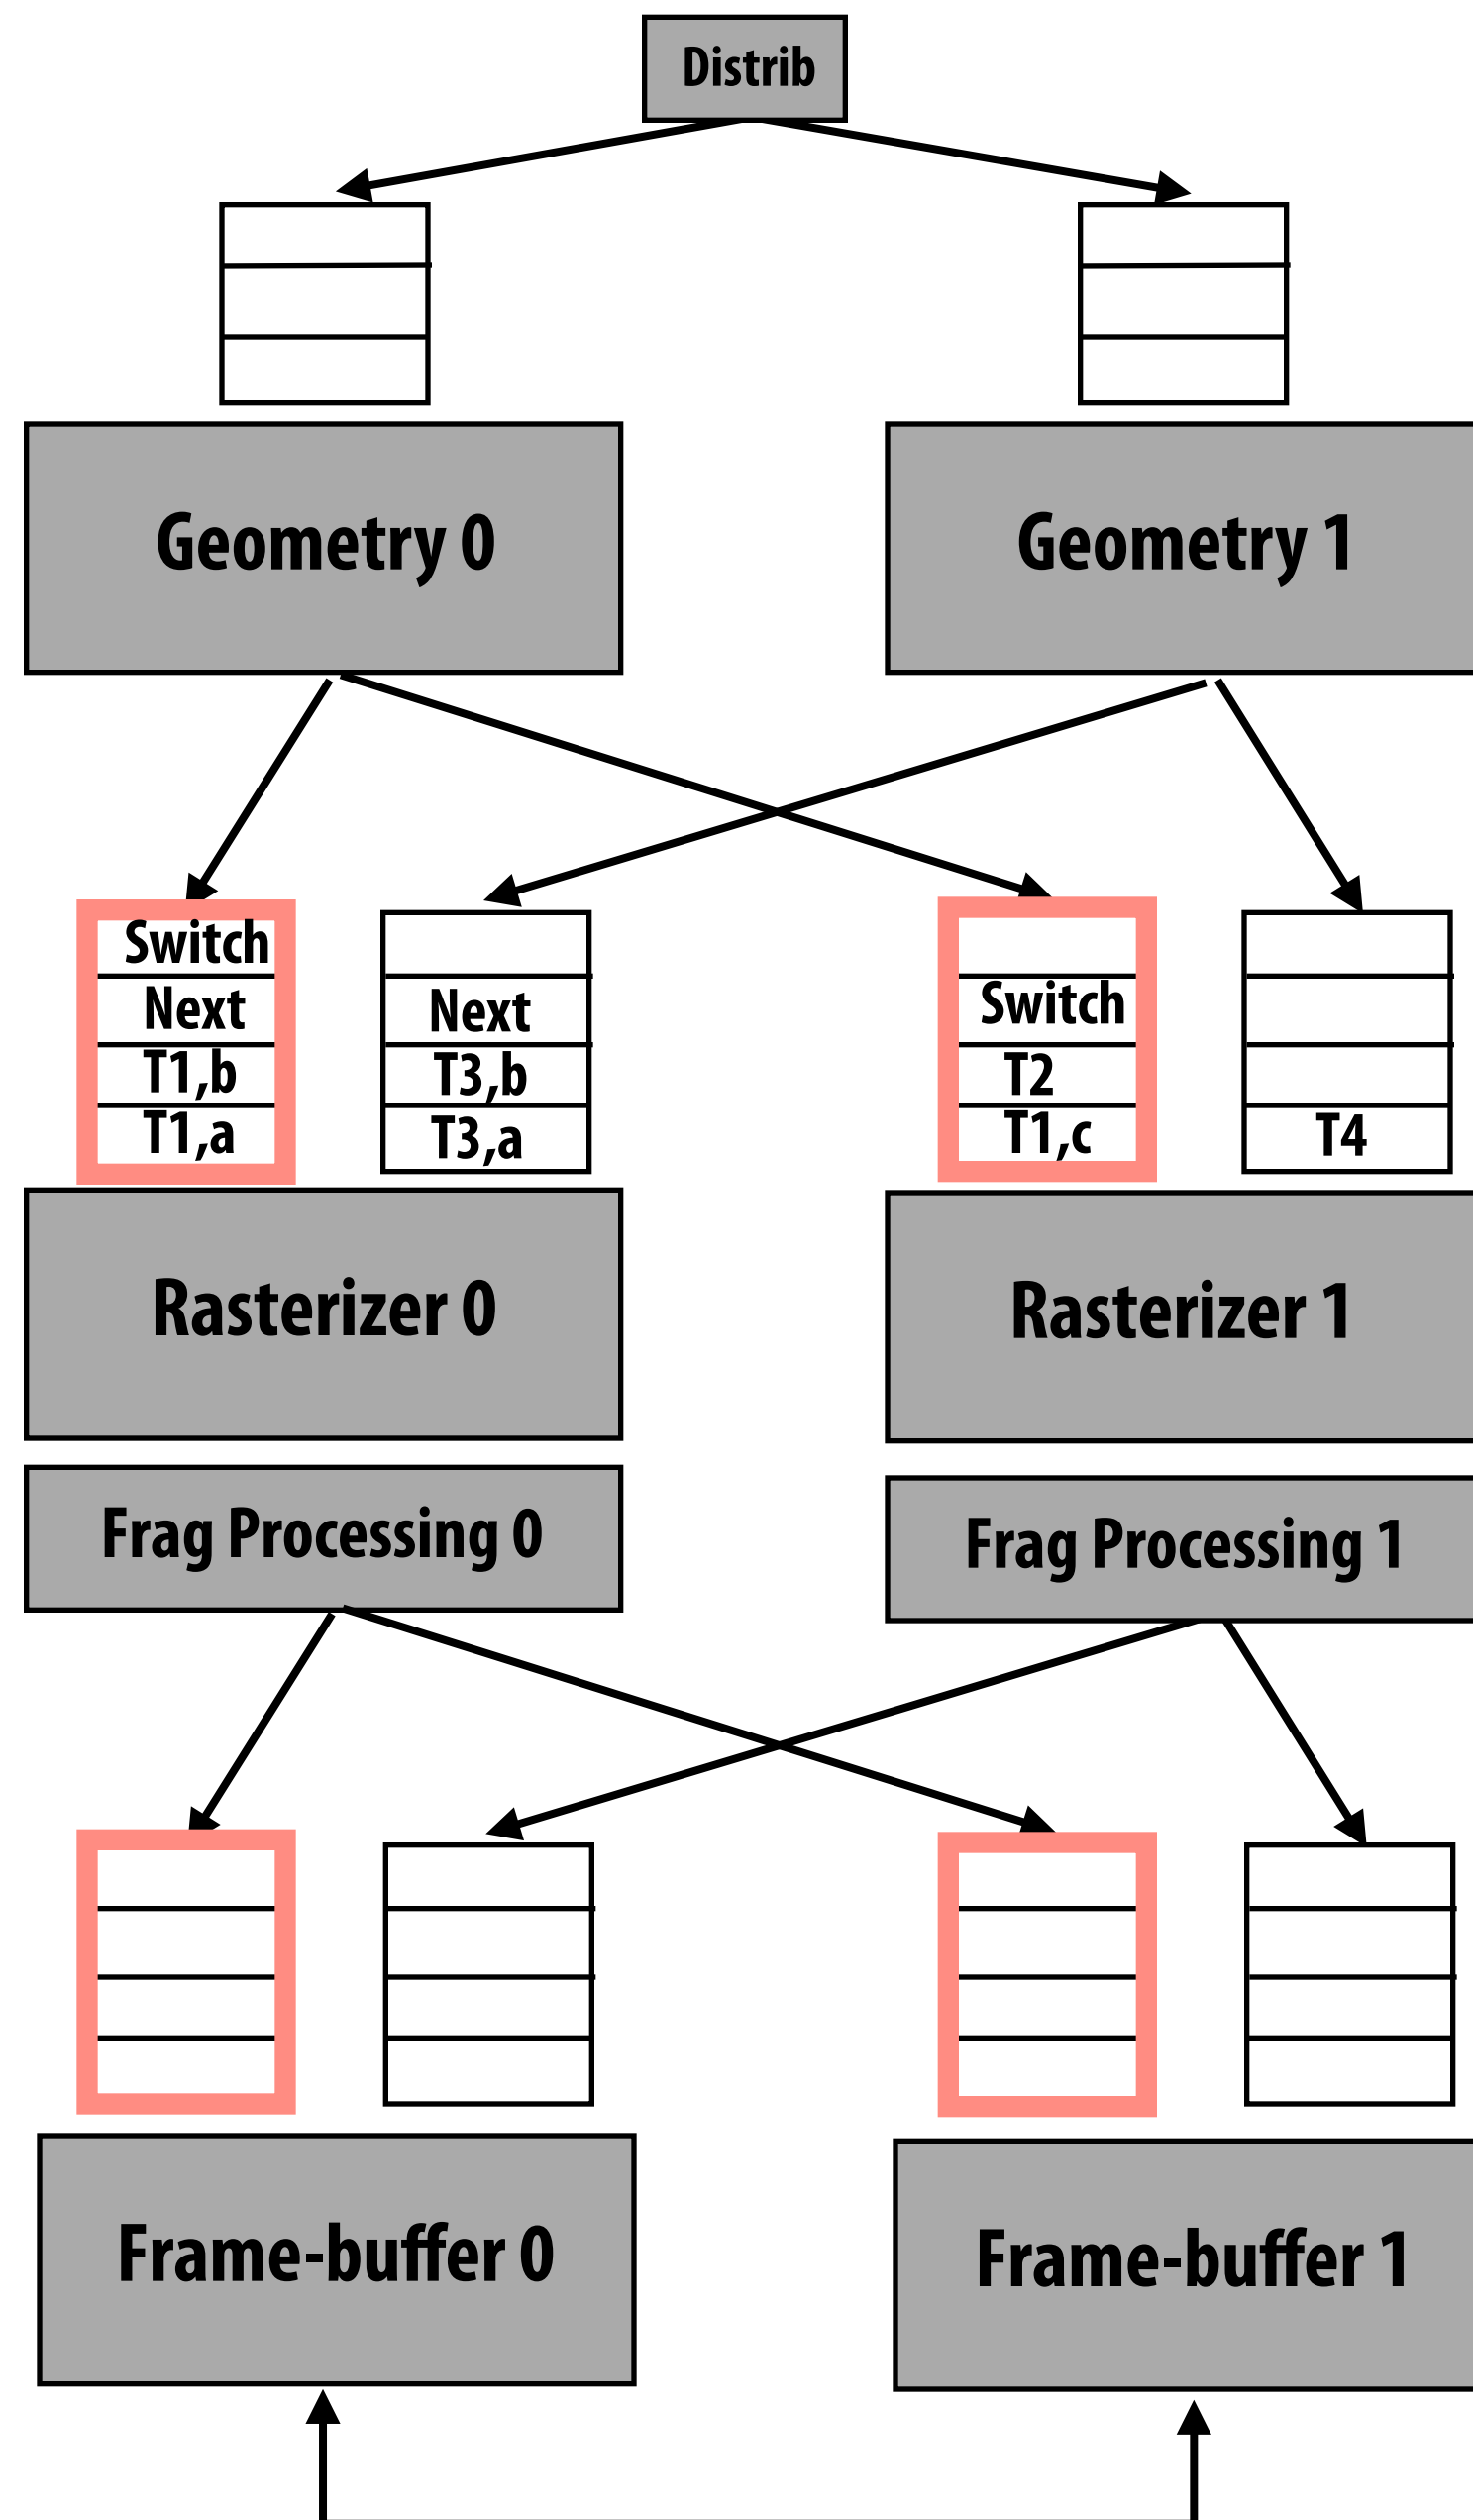 Distrib
Geometry 0
Geometry 1
Switch
Next
T1,b
T1,a
Next
T3,b
T3,a
Switch
T2
T1,c
T4
Rasterizer 0
Rasterizer 1
Frag Processing 0
Frag Processing 1
Frame-buffer 0
Frame-buffer 1